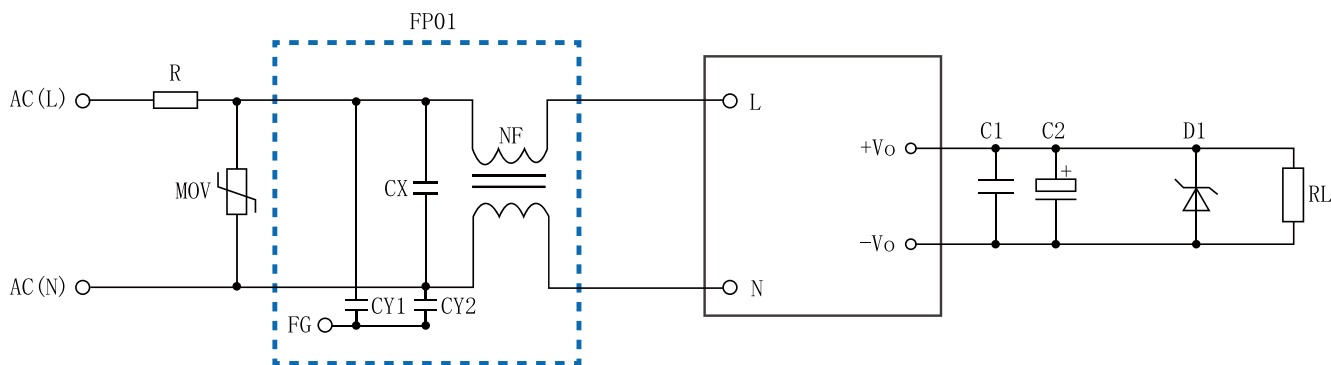 FP01
R
AC(L)
NF
L
C1
C2
D1
+Vo
+
MOV
CX
RL
-Vo
AC(N)
N
CY1
CY2
FG